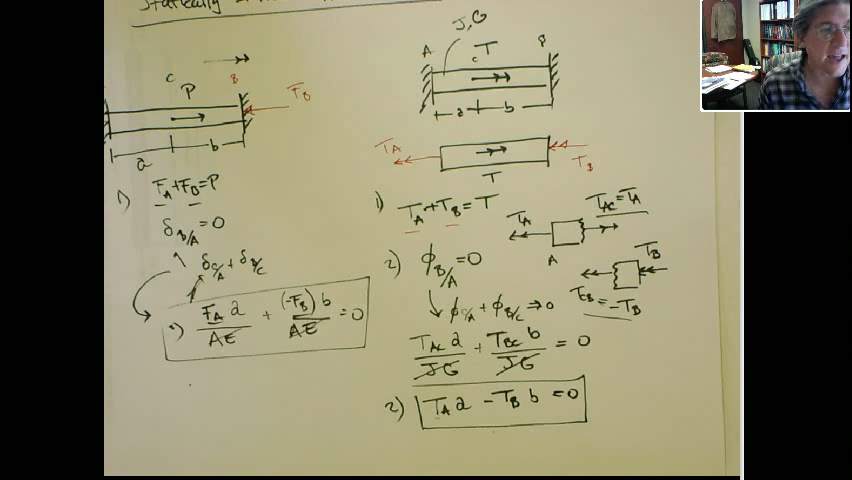 Statically
C
P
B
F_B
a
b
1) F_A + F_B = P
δ_B/A = 0
δ_C/A + δ_B/C
2) F_A a / AE + (-F_B) b / AE = 0
J, G
A
C
T
B
a
b
T_A
T
T_B
1) T_A + T_B = T
T_A
T_AC = T_A
A
2) φ_B/A = 0
T_B
T_CB = -T_B
φ_C/A + φ_B/C ⇒ 0
T_AC a / JG + T_BC b / JG = 0
2) T_A a - T_B b = 0